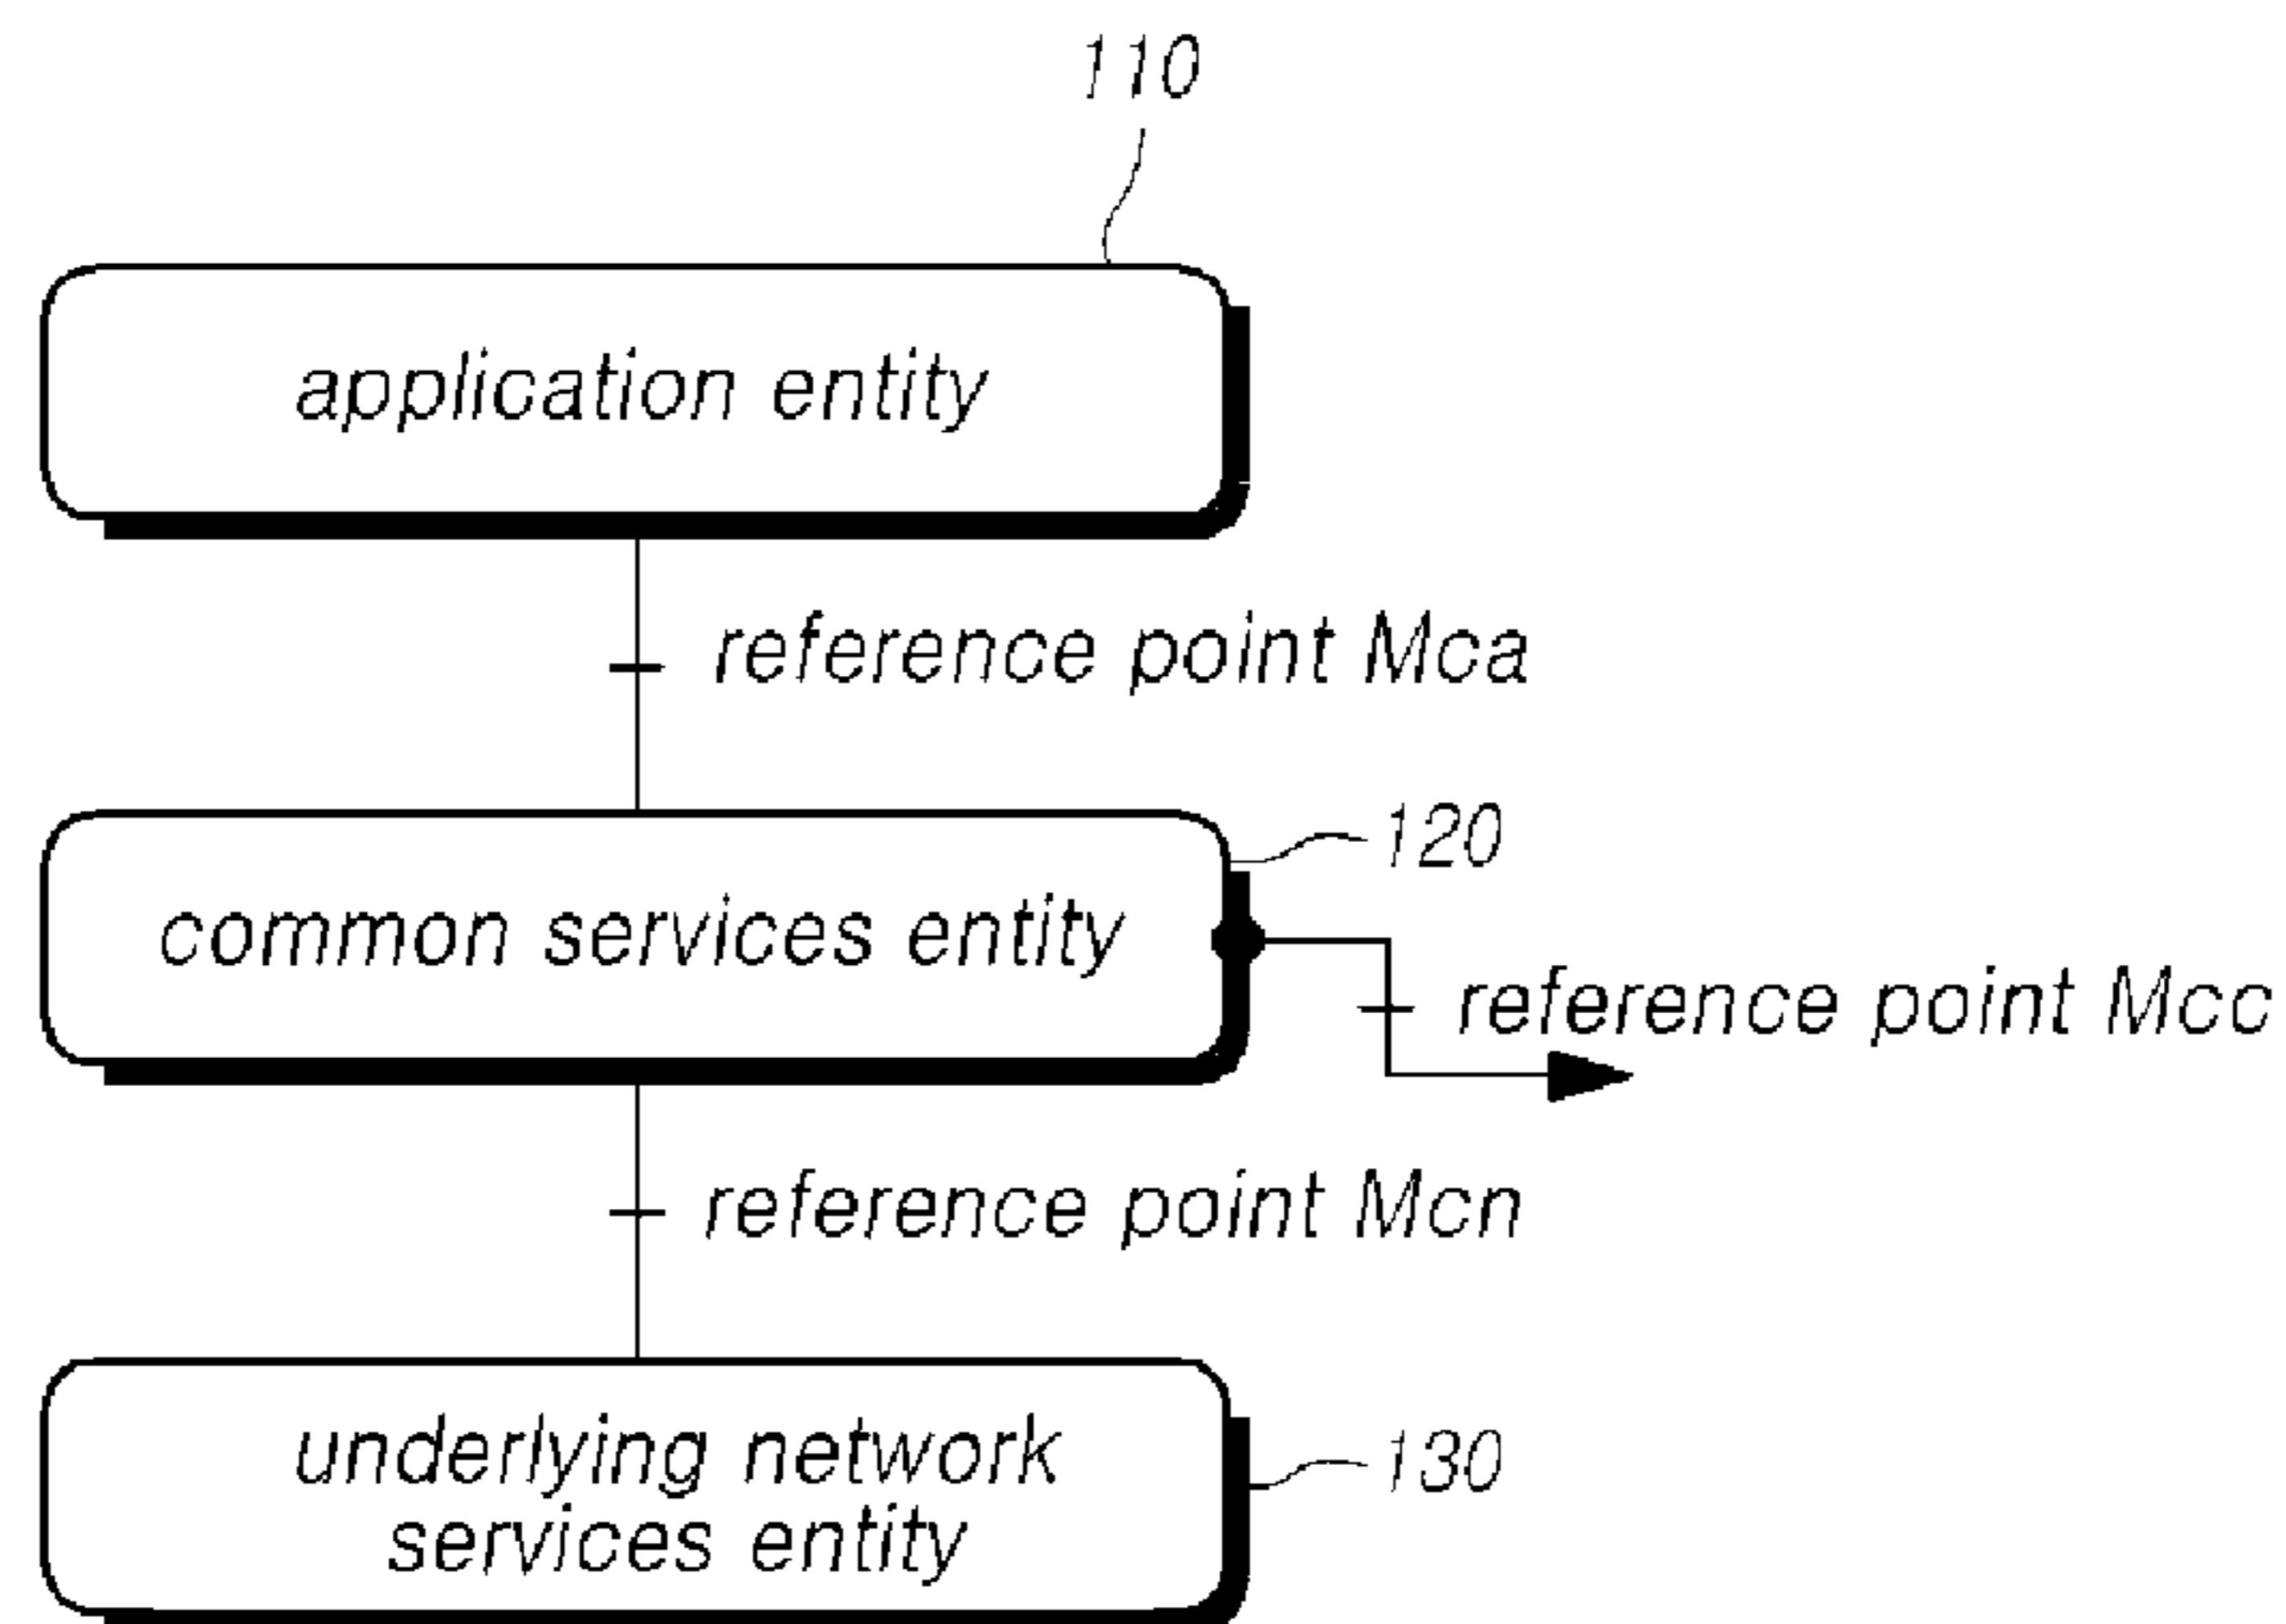 110
application entity
reference point Mca
120
common services entity
reference point Mcc
reference point Mcn
underlying network
services entity
130